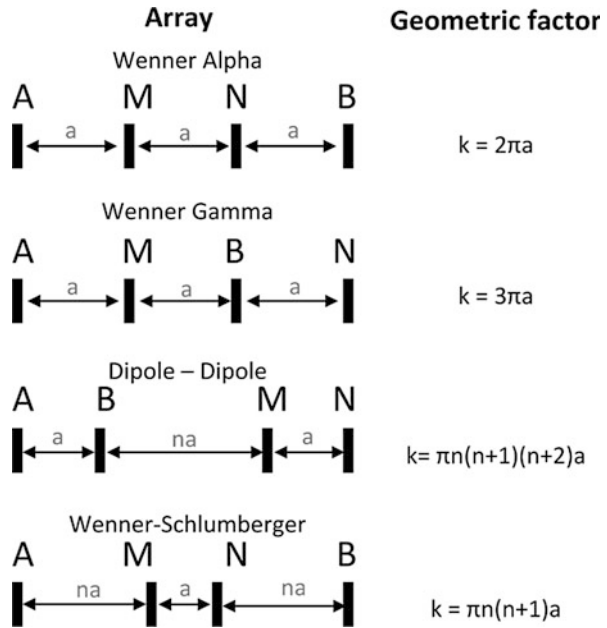 Array Geometric factor
Wenner Alpha
A M N B
a a a
k = 2πa
Wenner Gamma
A M B N
a a a
k = 3πa
Dipole – Dipole
A B M N
a na a
k= πn(n+1)(n+2)a
Wenner-Schlumberger
A M N B
na a na
k = πn(n+1)a